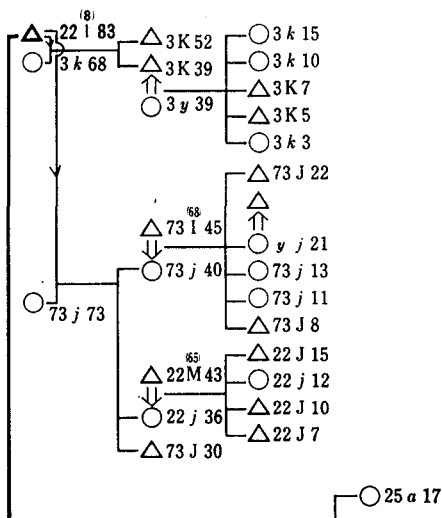 (8)
22 I 83
3 k 68
3 K 52
3 K 39
3 y 39
3 k 15
3 k 10
3 K 7
3 K 5
3 k 3
73 J 22
(68)
73 I 45
y j 21
73 j 40
73 j 13
73 j 11
73 j 73
73 J 8
(65)
22 M 43
22 J 15
22 j 12
22 j 36
22 J 10
22 J 7
73 J 30
25 a 17